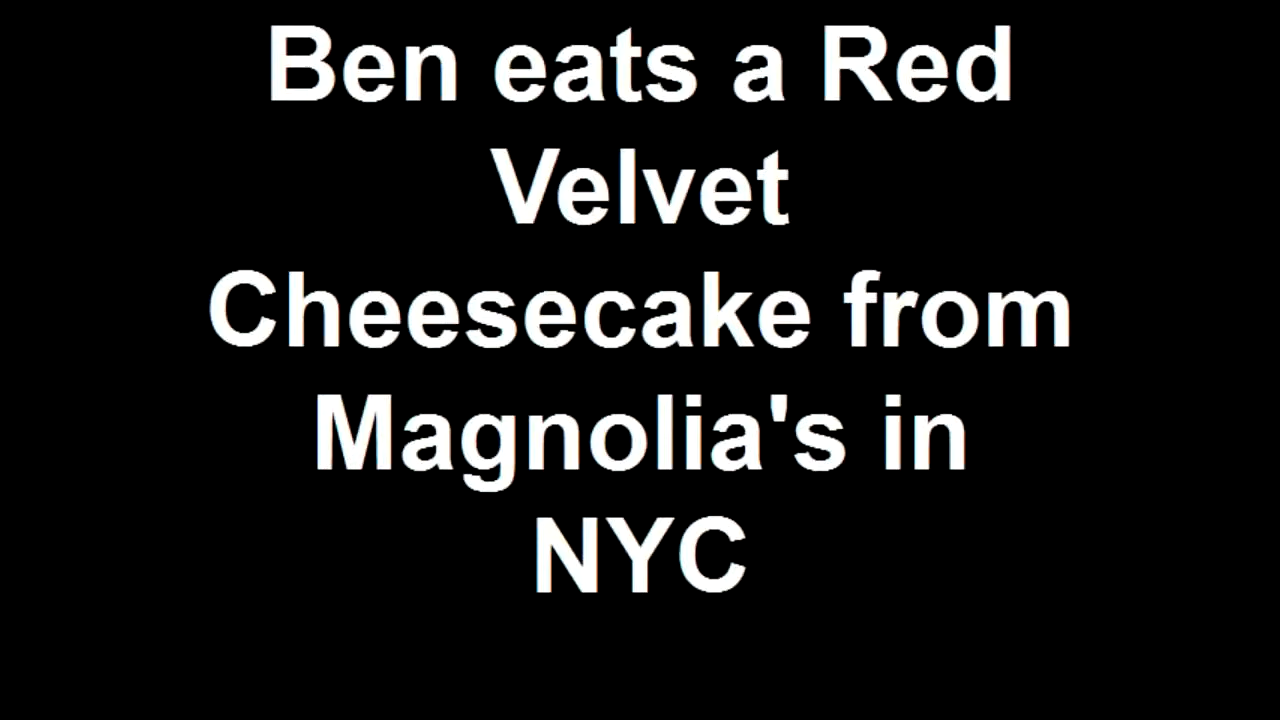 Ben eats a Red
Velvet
Cheesecake from
Magnolia's in
NYC